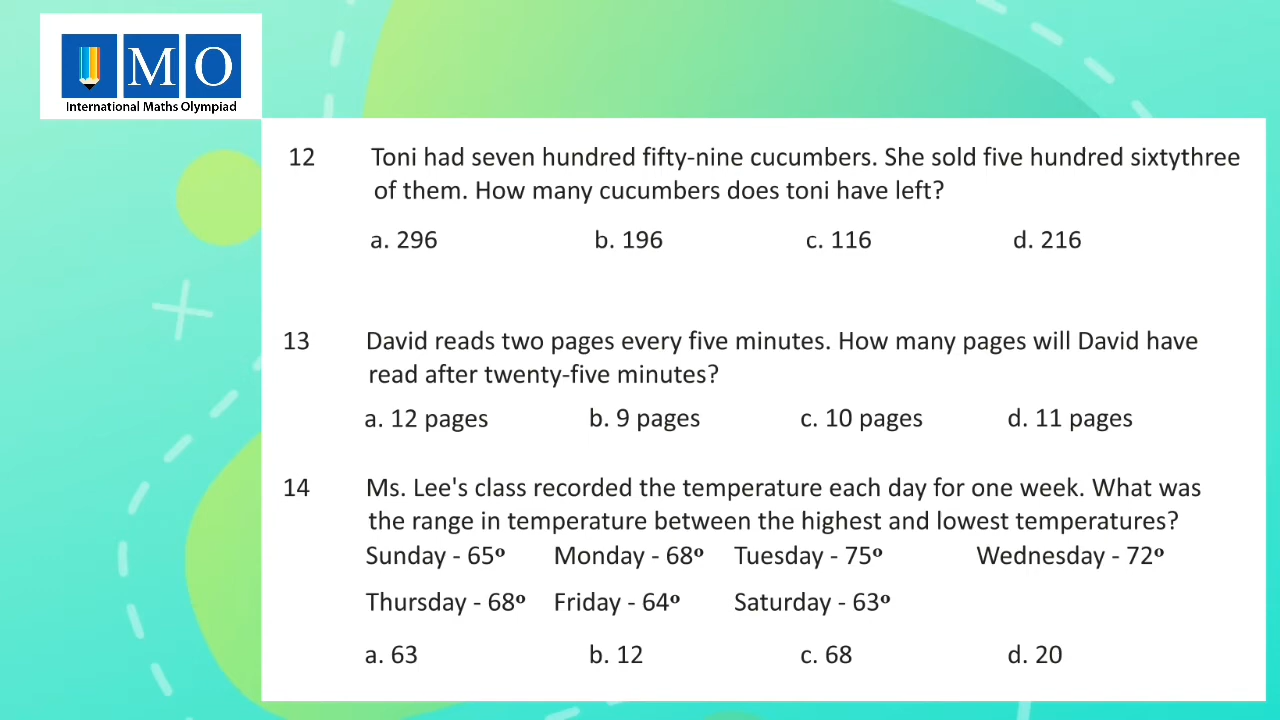 M O
International Maths Olympiad
12 Toni had seven hundred fifty-nine cucumbers. She sold five hundred sixtythree
of them. How many cucumbers does toni have left?
a. 296 b. 196 c. 116 d. 216
13 David reads two pages every five minutes. How many pages will David have
read after twenty-five minutes?
a. 12 pages b. 9 pages c. 10 pages d. 11 pages
14 Ms. Lee's class recorded the temperature each day for one week. What was
the range in temperature between the highest and lowest temperatures?
Sunday - 65º Monday - 68º Tuesday - 75º Wednesday - 72º
Thursday - 68º Friday - 64º Saturday - 63º
a. 63 b. 12 c. 68 d. 20